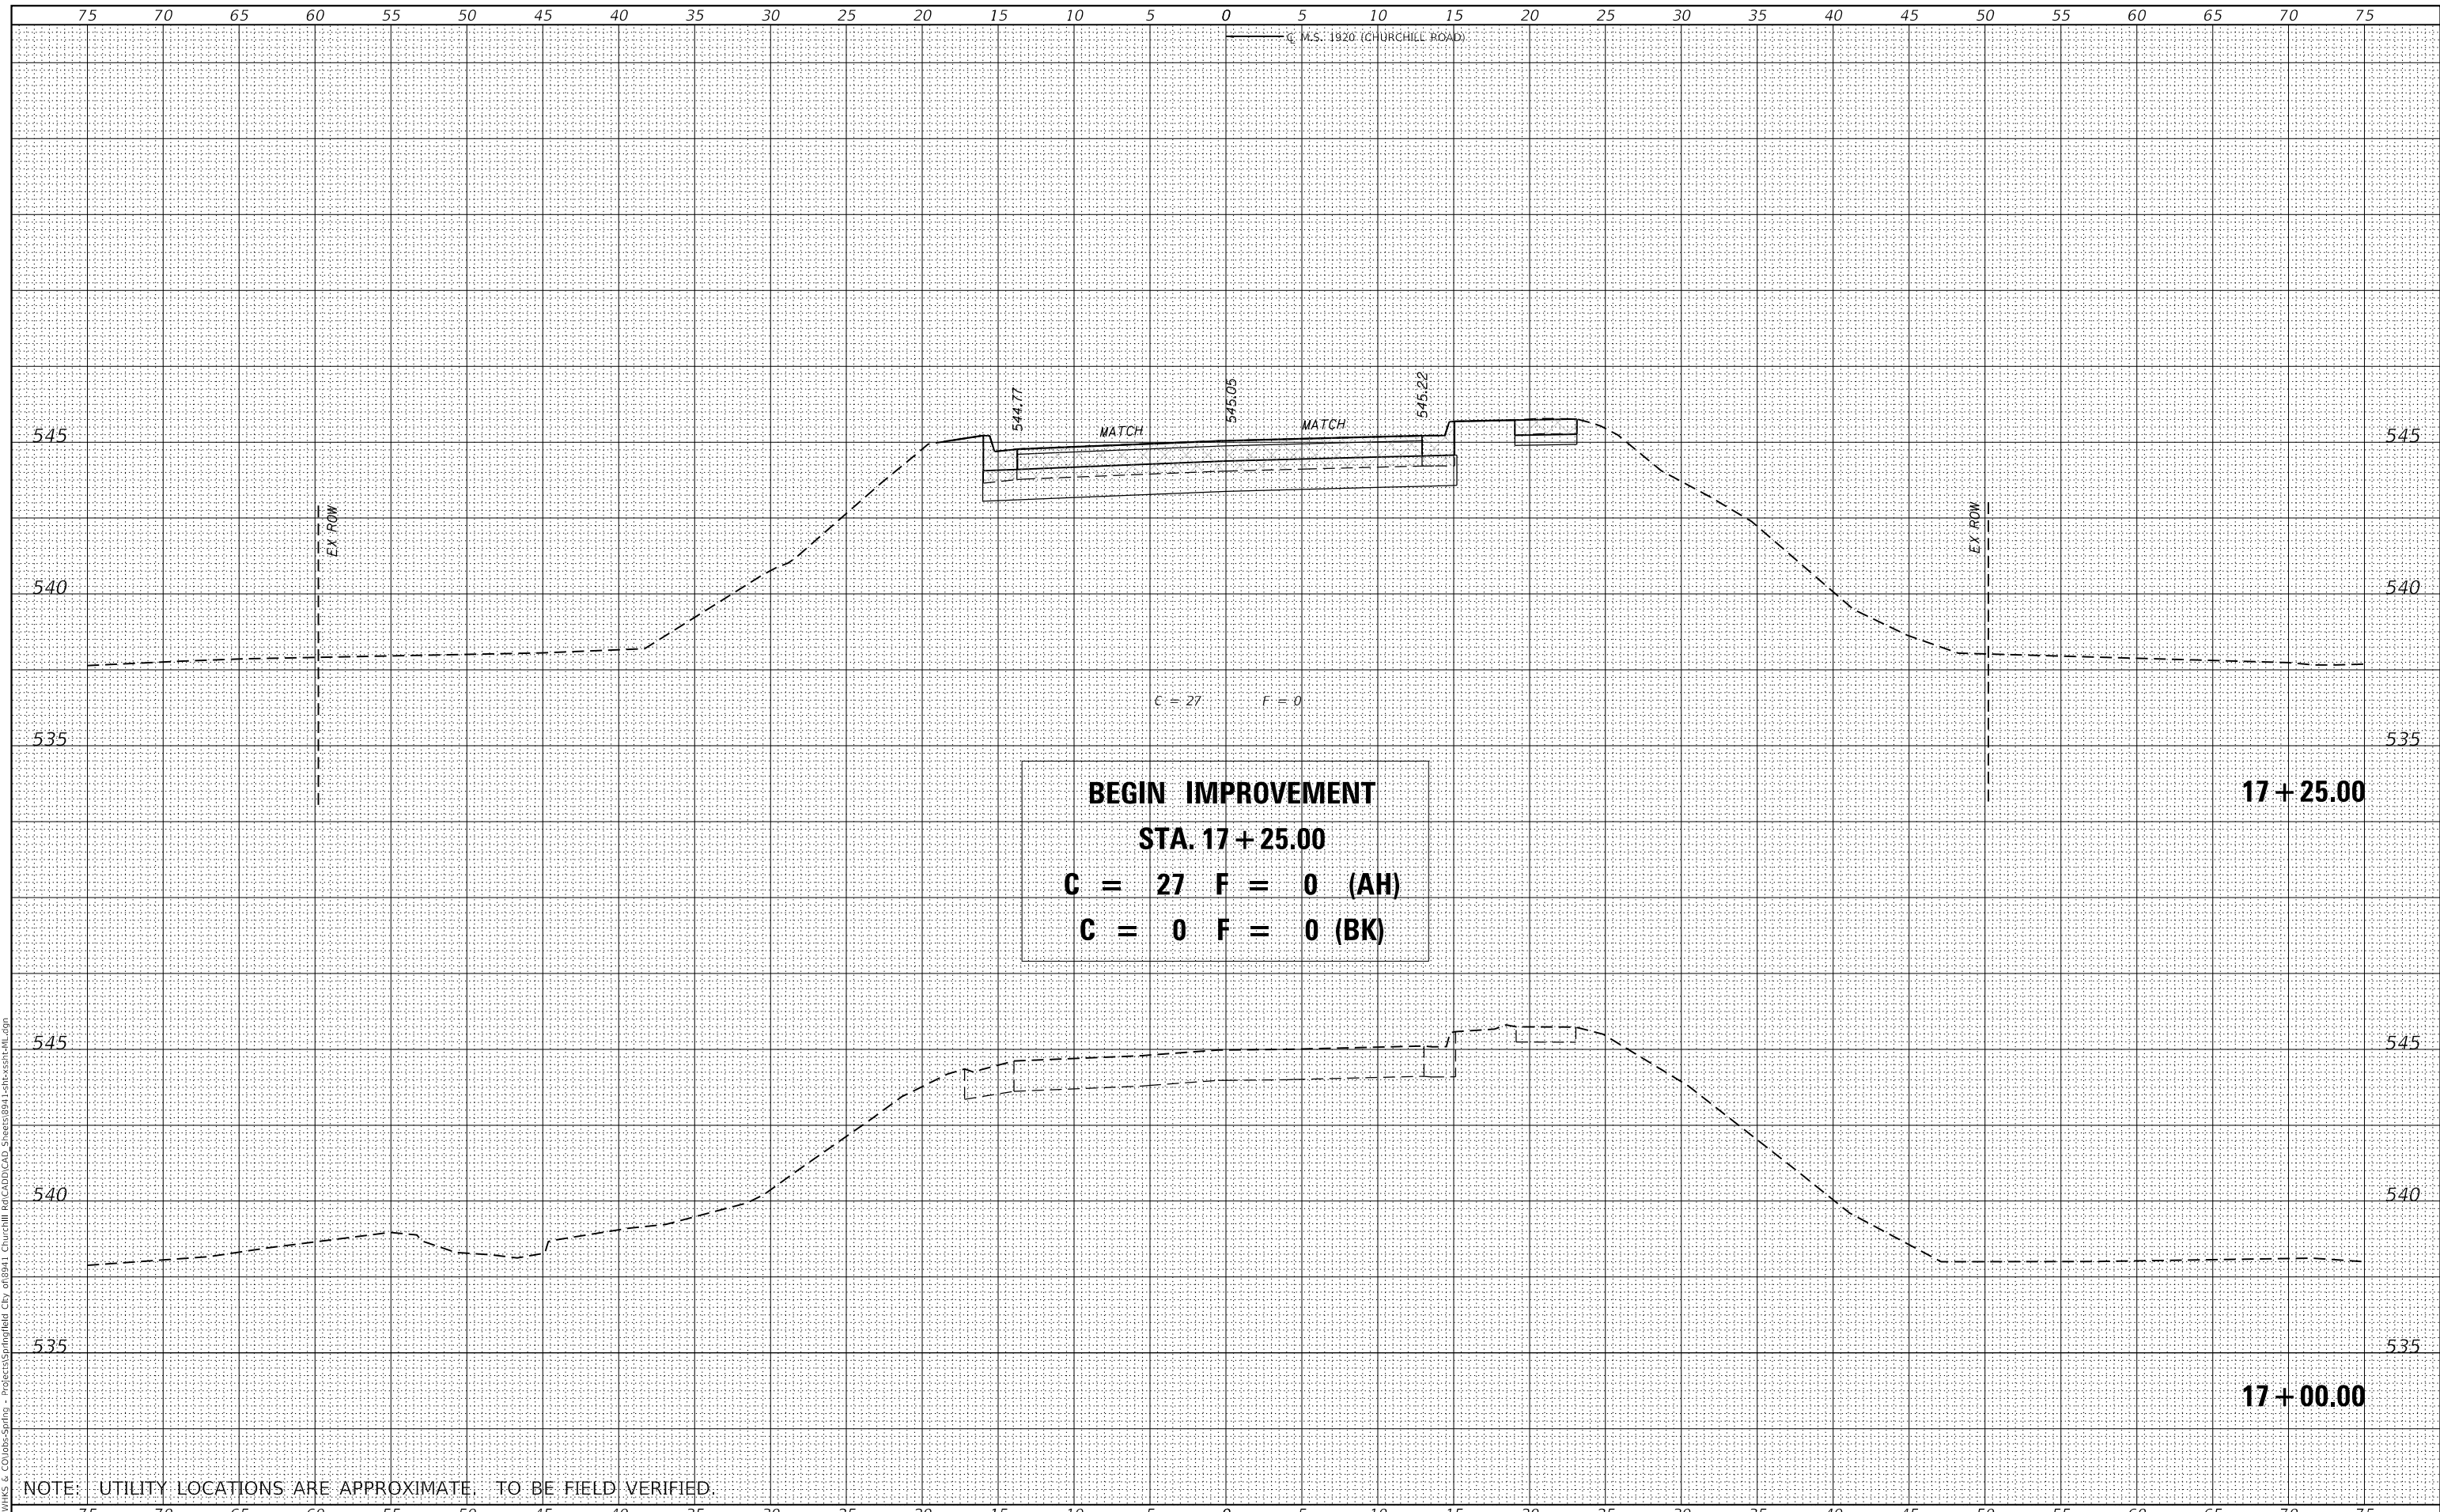 75 70 65 60 55 50 45 40 35 30 25 20 15 10 5 0 5 10 15 20 25 30 35 40 45 50 55 60 65 70 75
℄ M.S. 1920 (CHURCHILL ROAD)
544.77
545.05
545.22
MATCH
MATCH
545
545
EX ROW
EX ROW
540
540
C = 27 F = 0
535
535
BEGIN IMPROVEMENT
STA. 17 + 25.00
C = 27 F = 0 (AH)
C = 0 F = 0 (BK)
17 + 25.00
545
545
540
540
535
535
17 + 00.00
NOTE: UTILITY LOCATIONS ARE APPROXIMATE. TO BE FIELD VERIFIED.